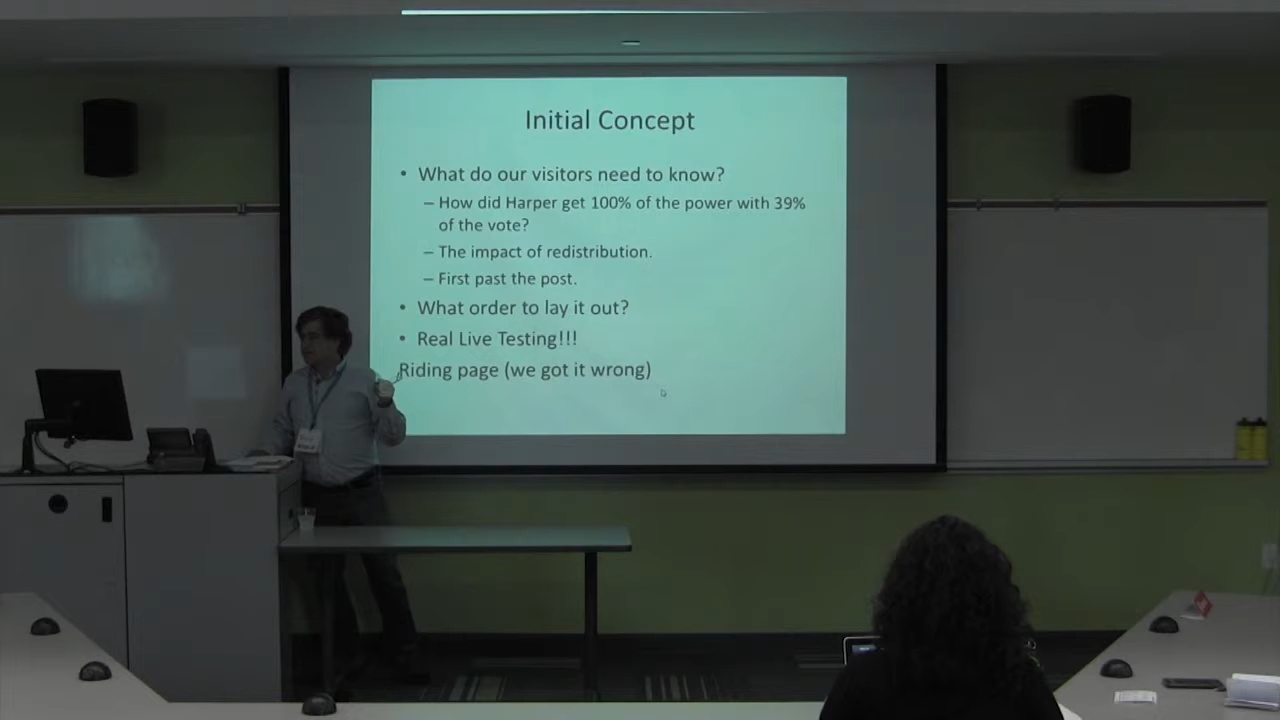 Initial Concept
• What do our visitors need to know?
– How did Harper get 100% of the power with 39%
of the vote?
– The impact of redistribution.
– First past the post.
• What order to lay it out?
• Real Live Testing!!!
Riding page (we got it wrong)